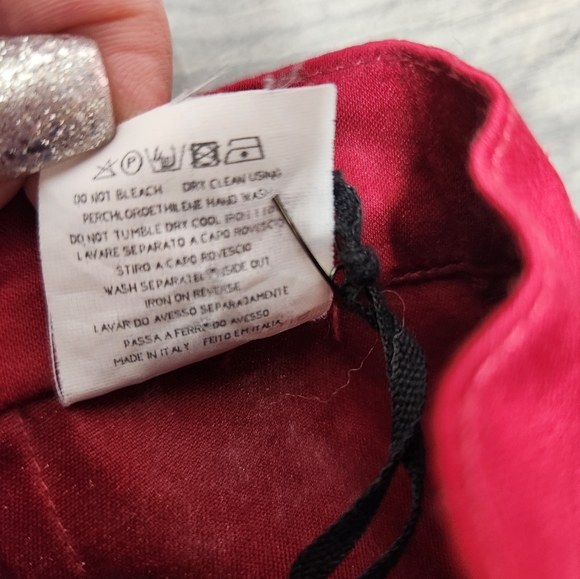 P
DO NOT BLEACH DRY CLEAN USING
PERCHLOROETHILENE HAND WASH
DO NOT TUMBLE DRY COOL IRON
LAVARE SEPARATO A CAPO ROVESCIO
STIRO A CAPO ROVESCIO
WASH SEPARATELY INSIDE OUT
IRON ON REVERSE
LAVAR DO AVESSO SEPARADAMENTE
PASSA A FERRO DO AVESSO
MADE IN ITALY FEITO EM ITALIA